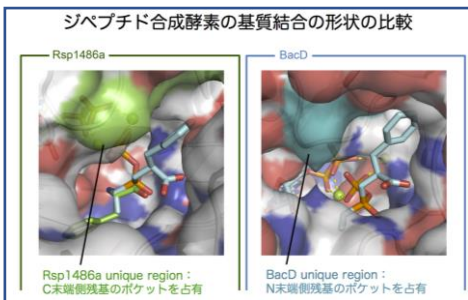 ジペプチド合成酵素の基質結合の形状の比較
Rsp1486a
BacD
Rsp1486a unique region：
C末端側残基のポケットを占有
BacD unique region：
N末端側残基のポケットを占有